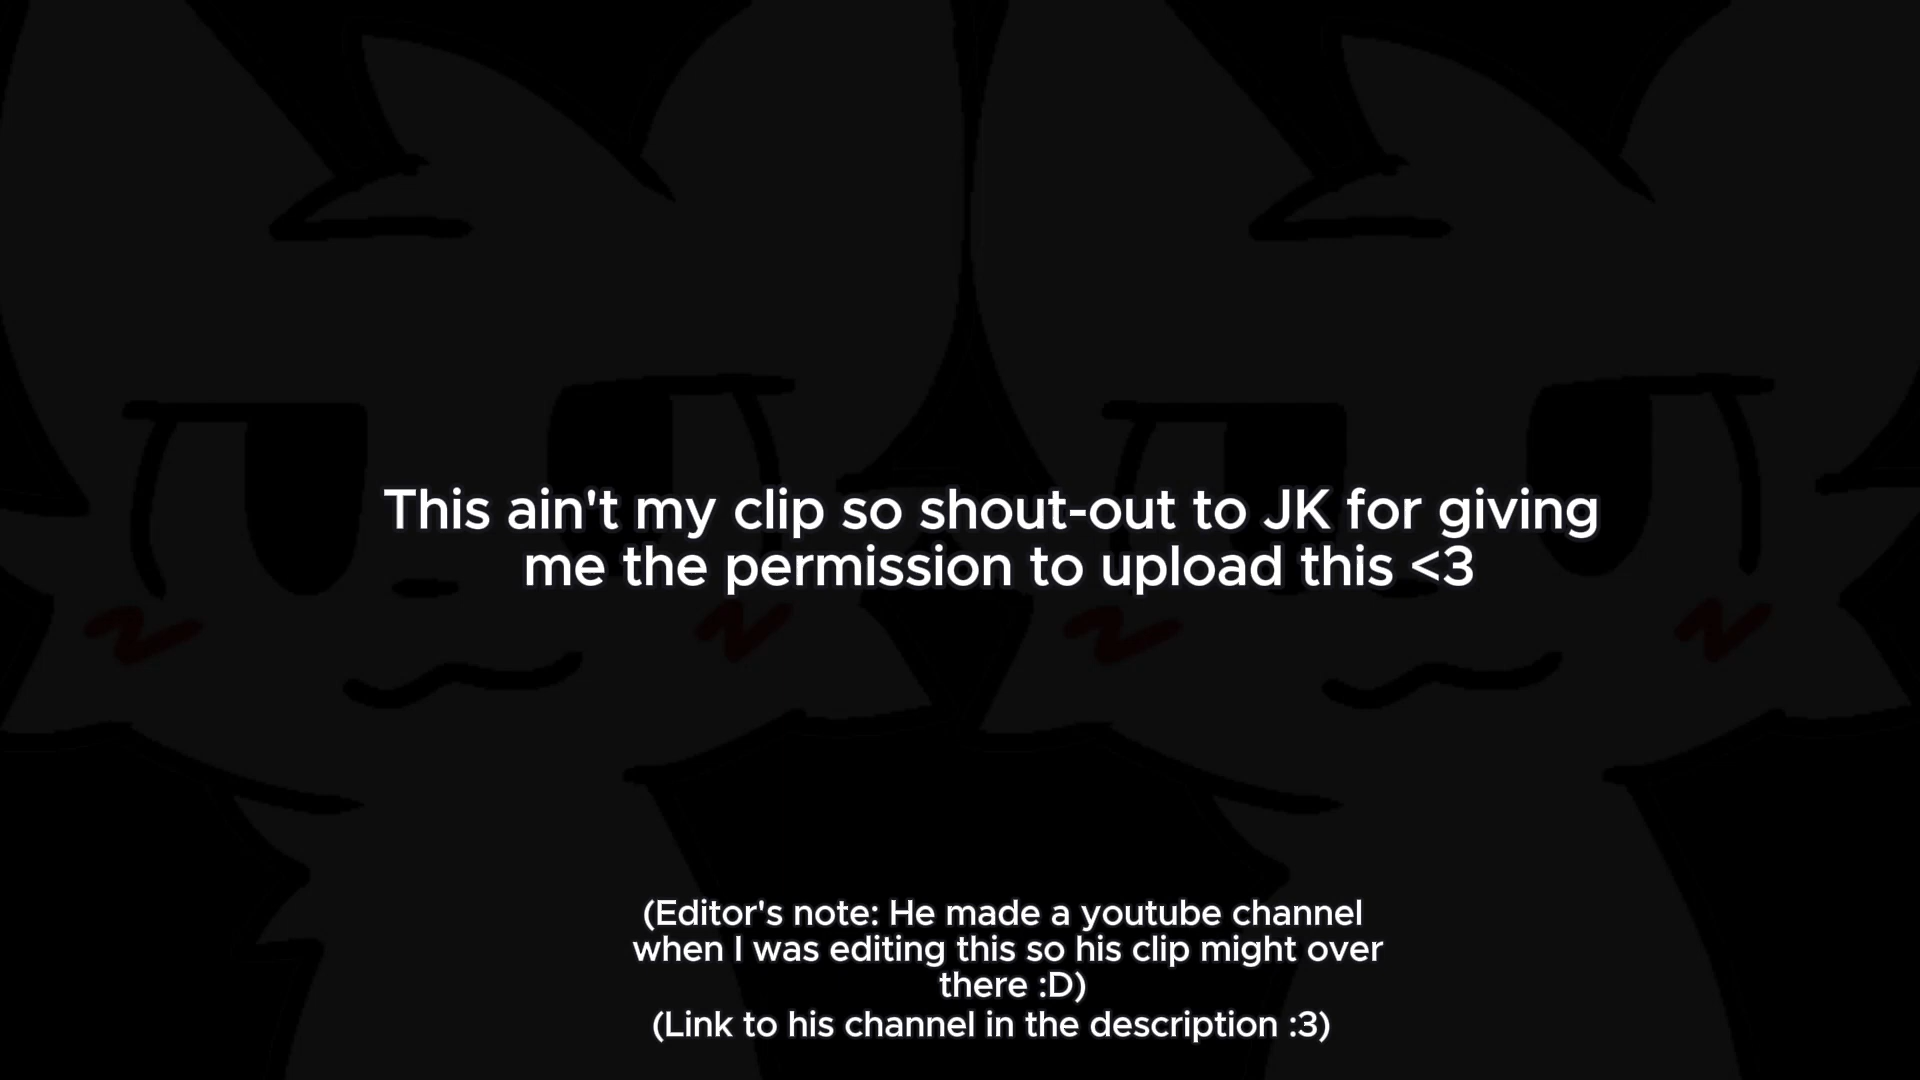 This ain't my clip so shout-out to JK for giving
me the permission to upload this <3
(Editor's note: He made a youtube channel
when I was editing this so his clip might over
there :D)
(Link to his channel in the description :3)